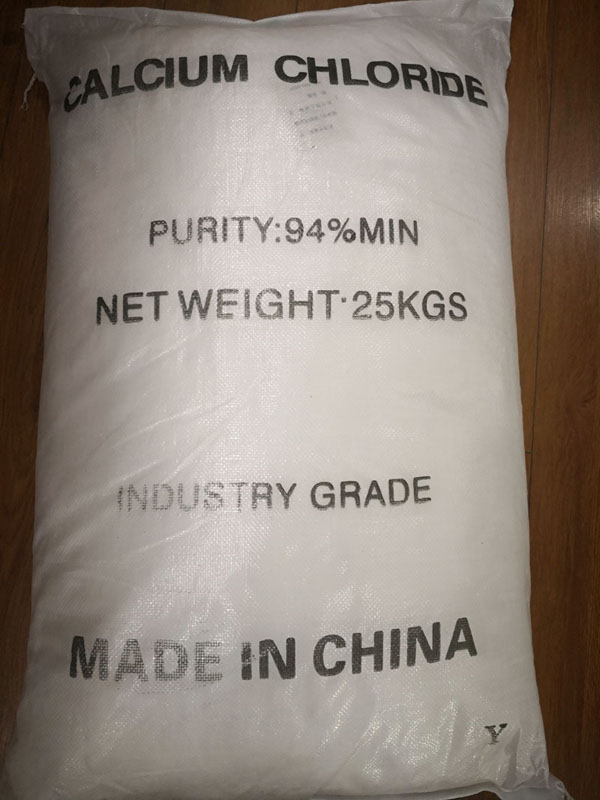 CALCIUM CHLORIDE
PURITY:94%MIN
NET WEIGHT:25KGS
INDUSTRY GRADE
MADE IN CHINA
Y